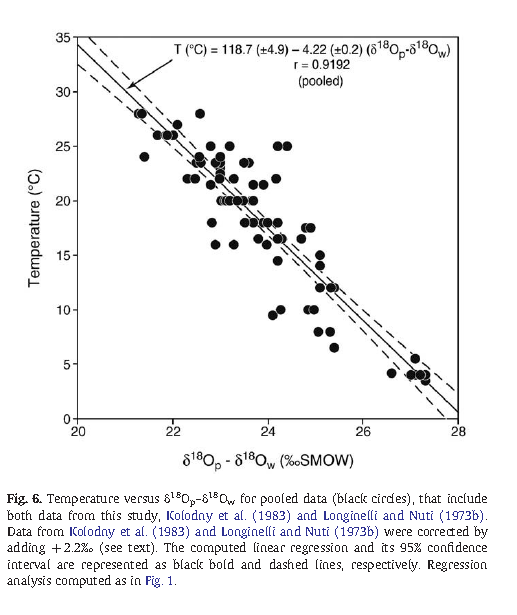 35
30
25
20
15
10
5
0
Temperature (°C)
T (°C) = 118.7 (±4.9) – 4.22 (±0.2) (δ¹⁸Oₚ-δ¹⁸O𝑤)
r = 0.9192
(pooled)
20 22 24 26 28
δ¹⁸Oₚ - δ¹⁸O𝑤 (‰SMOW)
Fig. 6. Temperature versus δ¹⁸Oₚ–δ¹⁸O𝑤 for pooled data (black circles), that include
both data from this study, Kolodny et al. (1983) and Longinelli and Nuti (1973b).
Data from Kolodny et al. (1983) and Longinelli and Nuti (1973b) were corrected by
adding +2.2‰ (see text). The computed linear regression and its 95% confidence
interval are represented as black bold and dashed lines, respectively. Regression
analysis computed as in Fig. 1.